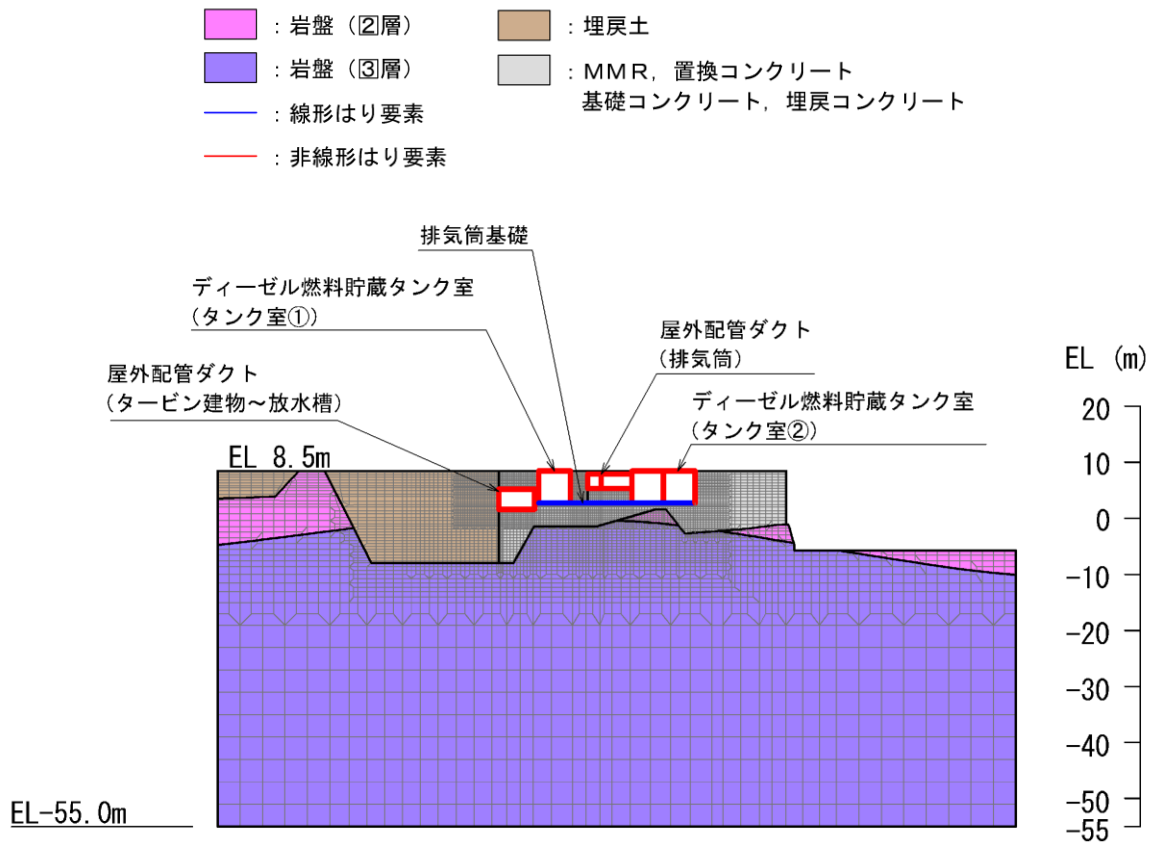 ：岩盤（②層）
：岩盤（③層）
：線形はり要素
：非線形はり要素
：埋戻土
：ＭＭＲ，置換コンクリート
基礎コンクリート，埋戻コンクリート
排気筒基礎
ディーゼル燃料貯蔵タンク室
(タンク室①)
屋外配管ダクト
(排気筒)
屋外配管ダクト
(タービン建物～放水槽)
ディーゼル燃料貯蔵タンク室
(タンク室②)
EL 8.5m
EL-55.0m
EL (m)
20
10
0
-10
-20
-30
-40
-50
-55